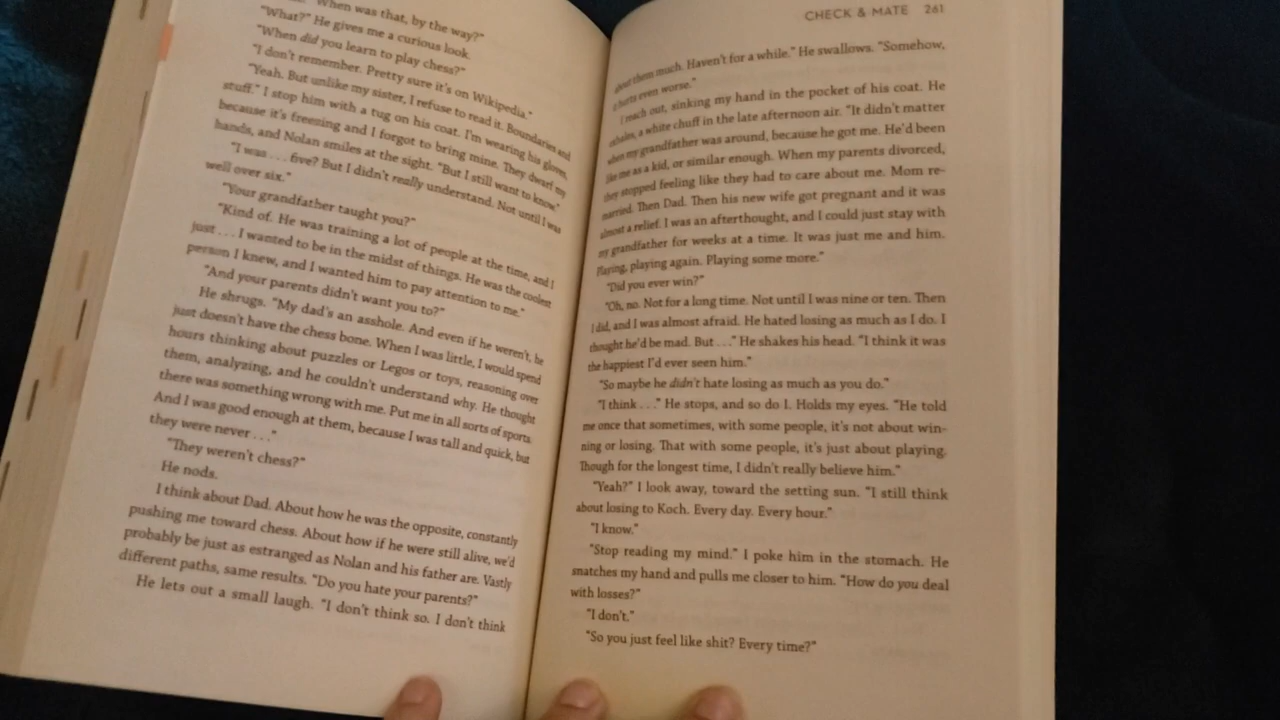 When was that, by the way?"
"What?" He gives me a curious look.
"When did you learn to play chess?"
"I don't remember. Pretty sure it's on Wikipedia."
"Yeah. But unlike my sister, I refuse to read it. Boundaries and
stuff." I stop him with a tug on his coat. I'm wearing his gloves,
because it's freezing and I forgot to bring mine. They dwarf my
hands, and Nolan smiles at the sight. "But I still want to know."
"I was . . . five? But I didn't really understand. Not until I was
well over six."
"Your grandfather taught you?"
"Kind of. He was training a lot of people at the time, and I
just . . . I wanted to be in the midst of things. He was the coolest
person I knew, and I wanted him to pay attention to me."
"And your parents didn't want you to?"
He shrugs. "My dad's an asshole. And even if he weren't, he
just doesn't have the chess bone. When I was little, I would spend
hours thinking about puzzles or Legos or toys, reasoning over
them, analyzing, and he couldn't understand why. He thought
there was something wrong with me. Put me in all sorts of sports.
And I was good enough at them, because I was tall and quick, but
they were never . . ."
"They weren't chess?"
He nods.
I think about Dad. About how he was the opposite, constantly
pushing me toward chess. About how if he were still alive, we'd
probably be just as estranged as Nolan and his father are. Vastly
different paths, same results. "Do you hate your parents?"
He lets out a small laugh. "I don't think so. I don't think
CHECK & MATE 261
about them much. Haven't for a while." He swallows. "Somehow,
it hurts even worse."
I reach out, sinking my hand in the pocket of his coat. He
exhales, a white chuff in the late afternoon air. "It didn't matter
when my grandfather was around, because he got me. He'd been
like me as a kid, or similar enough. When my parents divorced,
they stopped feeling like they had to care about me. Mom re-
married. Then Dad. Then his new wife got pregnant and it was
almost a relief. I was an afterthought, and I could just stay with
my grandfather for weeks at a time. It was just me and him.
Playing, playing again. Playing some more."
"Did you ever win?"
"Oh, no. Not for a long time. Not until I was nine or ten. Then
I did, and I was almost afraid. He hated losing as much as I do. I
thought he'd be mad. But . . ." He shakes his head. "I think it was
the happiest I'd ever seen him."
"So maybe he didn't hate losing as much as you do."
"I think . . ." He stops, and so do I. Holds my eyes. "He told
me once that sometimes, with some people, it's not about win-
ning or losing. That with some people, it's just about playing.
Though for the longest time, I didn't really believe him."
"Yeah?" I look away, toward the setting sun. "I still think
about losing to Koch. Every day. Every hour."
"I know."
"Stop reading my mind." I poke him in the stomach. He
snatches my hand and pulls me closer to him. "How do you deal
with losses?"
"I don't."
"So you just feel like shit? Every time?"